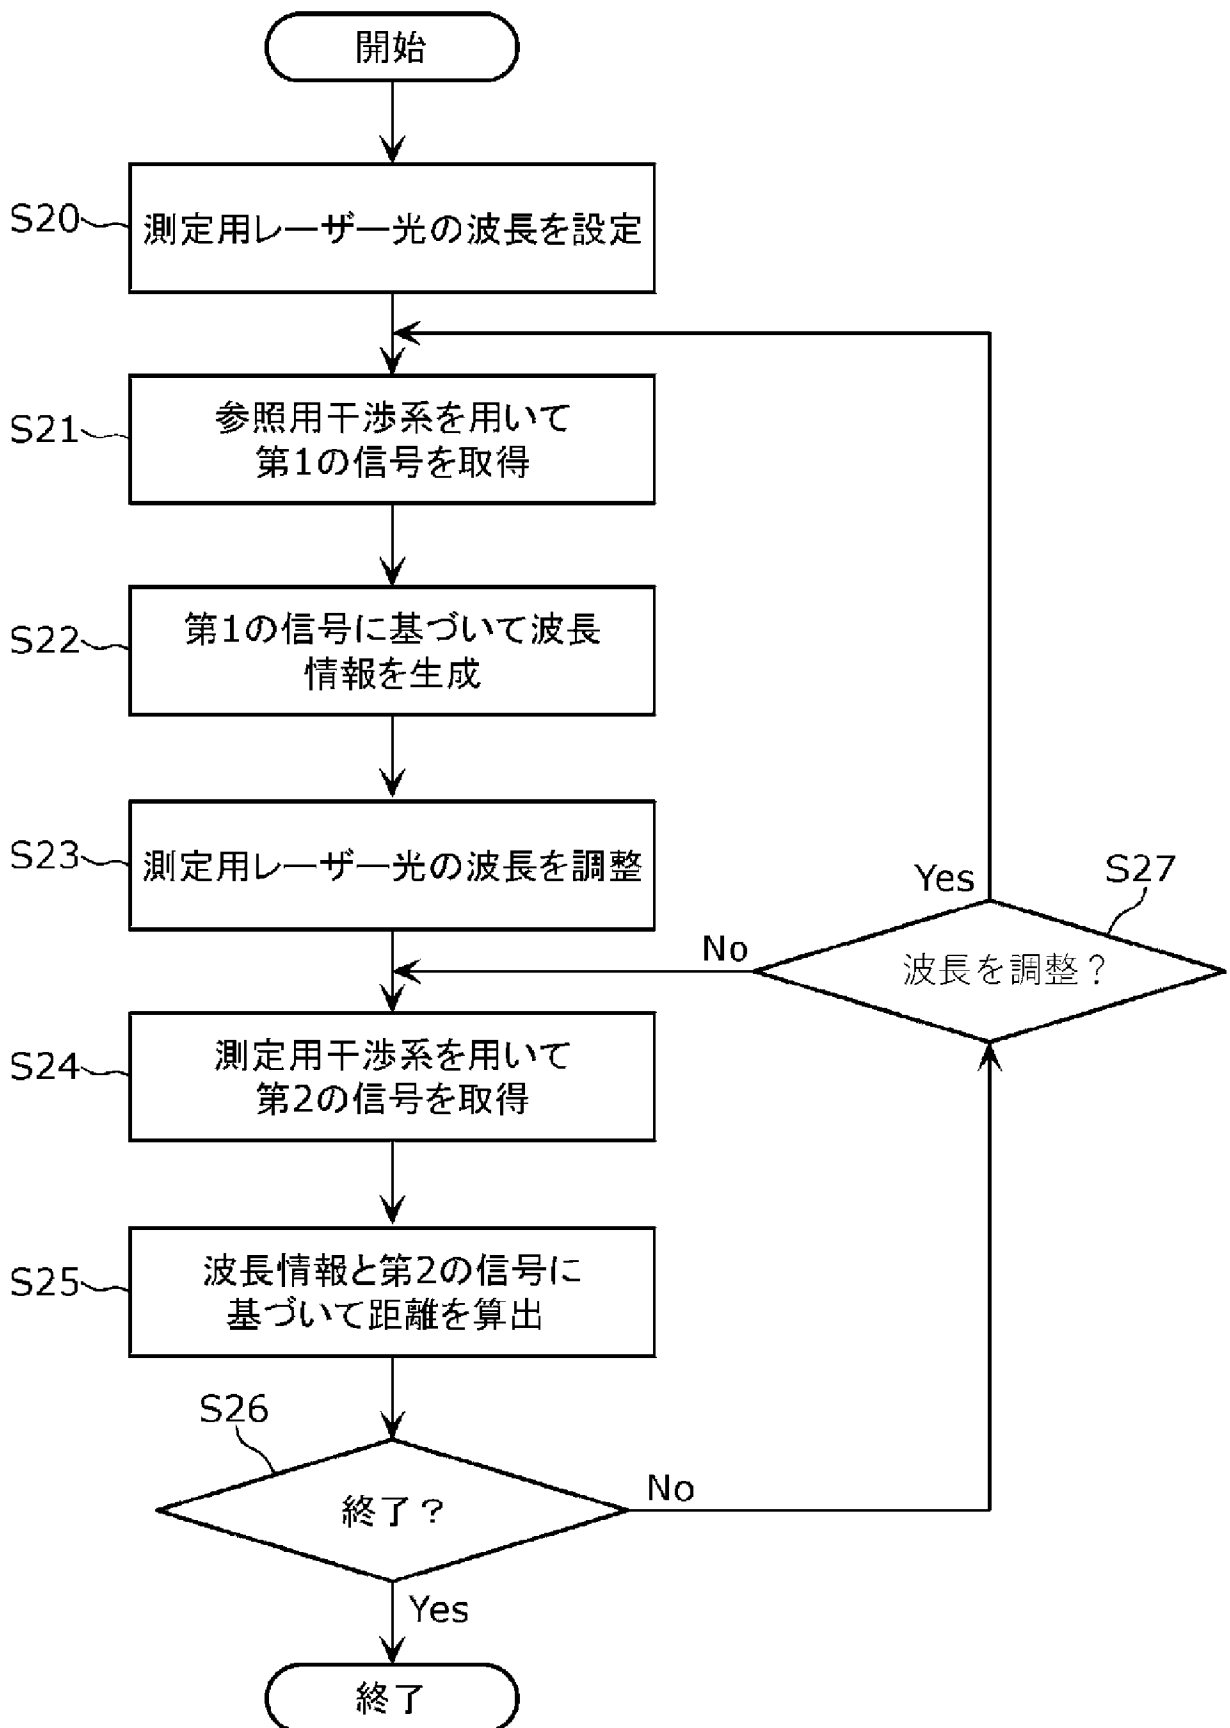 開始
S20
測定用レーザー光の波長を設定
S21
参照用干渉系を用いて
第1の信号を取得
S22
第1の信号に基づいて波長
情報を生成
S23
測定用レーザー光の波長を調整
Yes
S27
No
波長を調整？
S24
測定用干渉系を用いて
第2の信号を取得
S25
波長情報と第2の信号に
基づいて距離を算出
S26
終了？
No
Yes
終了